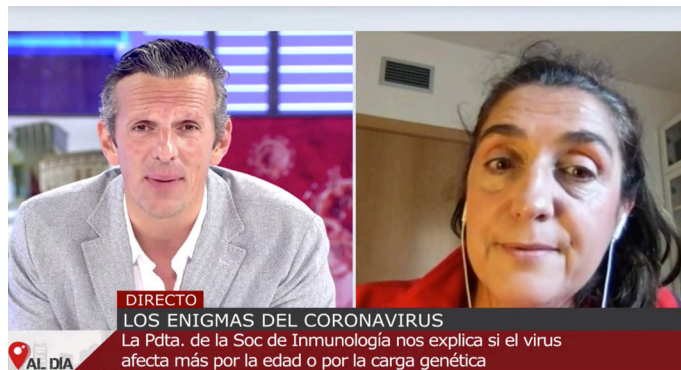 DIRECTO
LOS ENIGMAS DEL CORONAVIRUS
La Pdta. de la Soc de Inmunología nos explica si el virus
afecta más por la edad o por la carga genética
AL DÍA